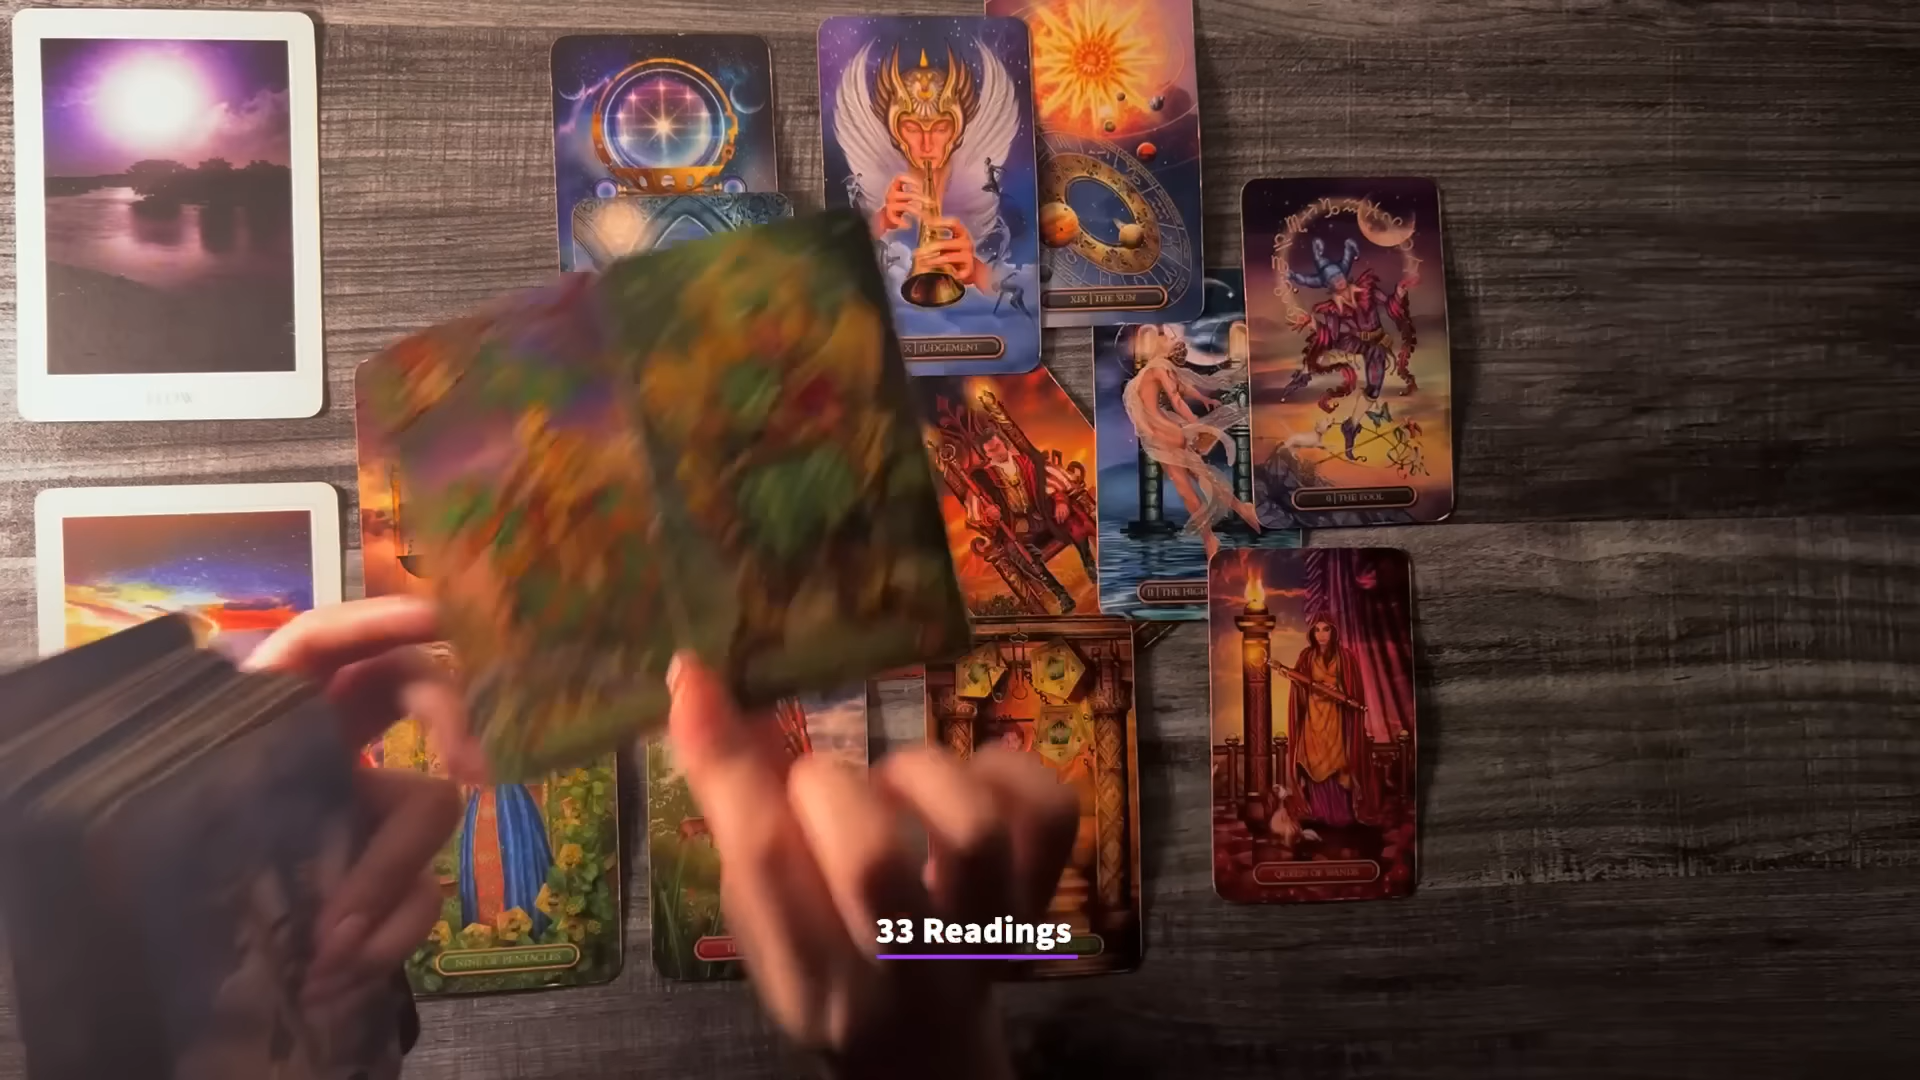 FLOW
XIX | THE SUN
X | JUDGEMENT
0 | THE FOOL
II | THE HIGH
QUEEN OF WANDS
NINE OF PENTACLES
33 Readings